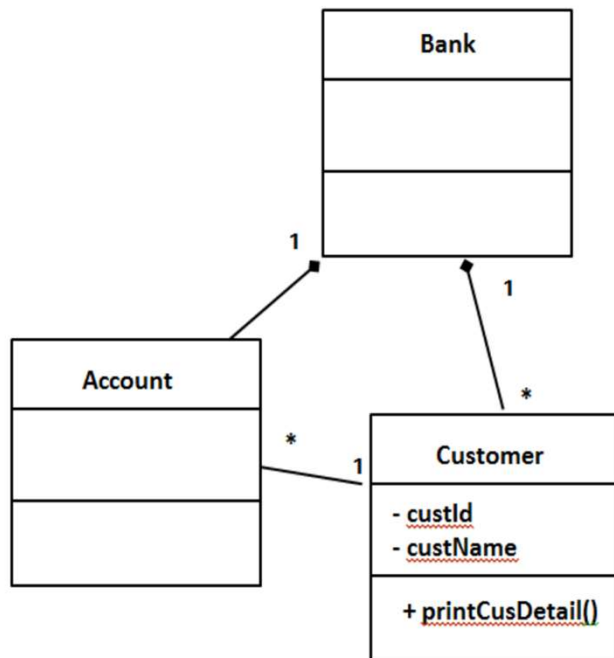 Bank
1
1
Account
*
*
1
Customer
- custId
- custName
+ printCusDetail()